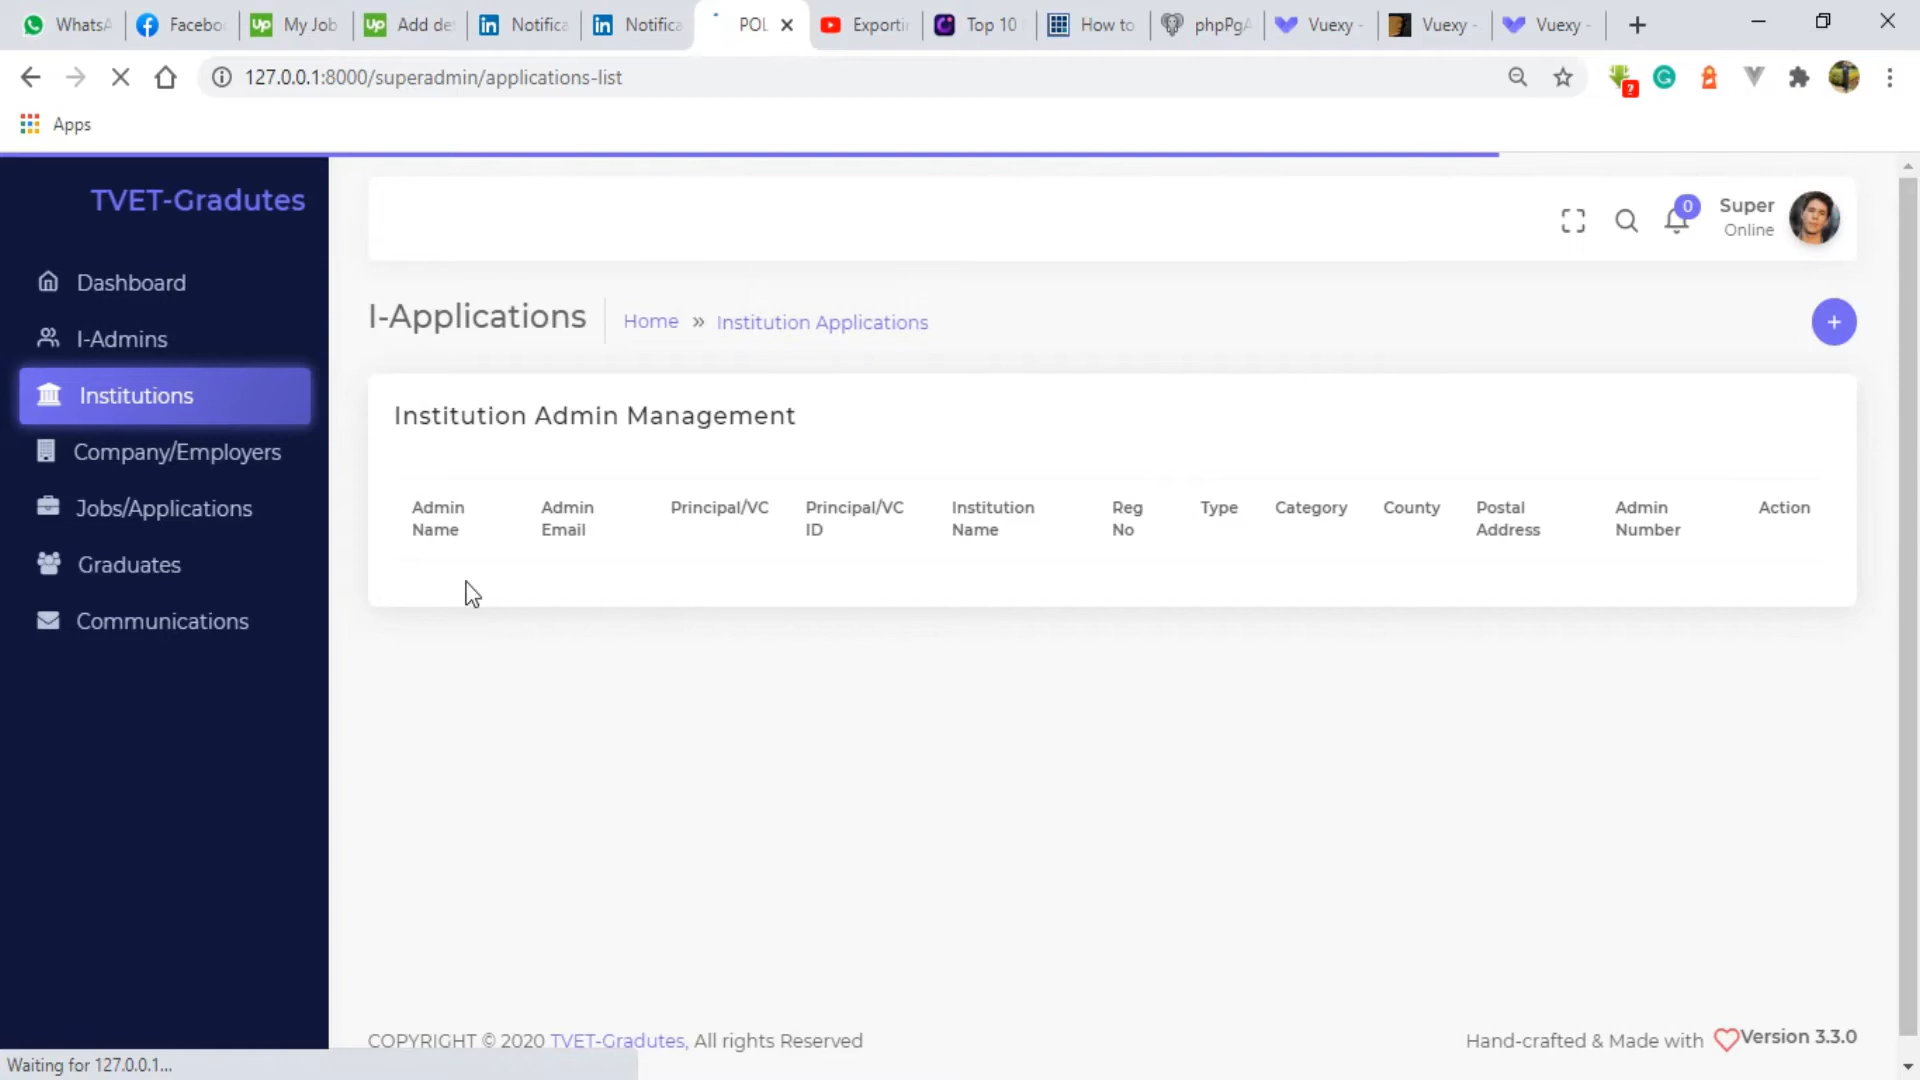 WhatsA
Facebo
My Job
Add de
Notifica
Notifica
POL
Exportin
Top 10
How to
phpPgA
Vuexy -
Vuexy -
Vuexy -
127.0.0.1:8000/superadmin/applications-list
Apps
TVET-Gradutes
Dashboard
I-Admins
Institutions
Company/Employers
Jobs/Applications
Graduates
Communications
0
Super
Online
I-Applications
Home » Institution Applications
+
Institution Admin Management
Admin Name
Admin Email
Principal/VC
Principal/VC ID
Institution Name
Reg No
Type
Category
County
Postal Address
Admin Number
Action
COPYRIGHT © 2020 TVET-Gradutes, All rights Reserved
Hand-crafted & Made with Version 3.3.0
Waiting for 127.0.0.1...